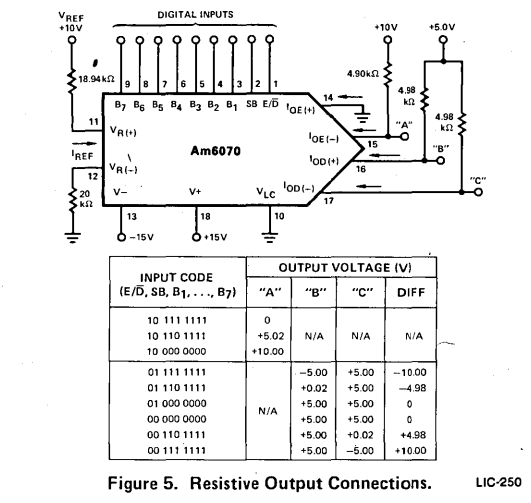 DIGITAL INPUTS
VREF
+10V
+10V
+5.0V
18.94kΩ
4.90kΩ
4.98
kΩ
4.98
kΩ
9 8 7 6 5 4 3 2 1
B7 B6 B5 B4 B3 B2 B1 SB E/D̅
14
IOE(+)
11
VR(+)
IOE(−)
15
"A"
IREF
Am6070
IOD(+)
16
"B"
12
VR(−)
IOD(−)
17
"C"
20
kΩ
V− V+ VLC
13 18 10
−15V +15V
INPUT CODE
(E/D̅, SB, B1, . . ., B7)
OUTPUT VOLTAGE (V)
"A" "B" "C" DIFF
10 111 1111 0
10 110 1111 +5.02 N/A N/A N/A
10 000 0000 +10.00
01 111 1111 −5.00 +5.00 −10.00
01 110 1111 +0.02 +5.00 −4.98
01 000 0000 +5.00 +5.00 0
N/A
00 000 0000 +5.00 +5.00 0
00 110 1111 +5.00 +0.02 +4.98
00 111 1111 +5.00 −5.00 +10.00
Figure 5. Resistive Output Connections.
LIC-250